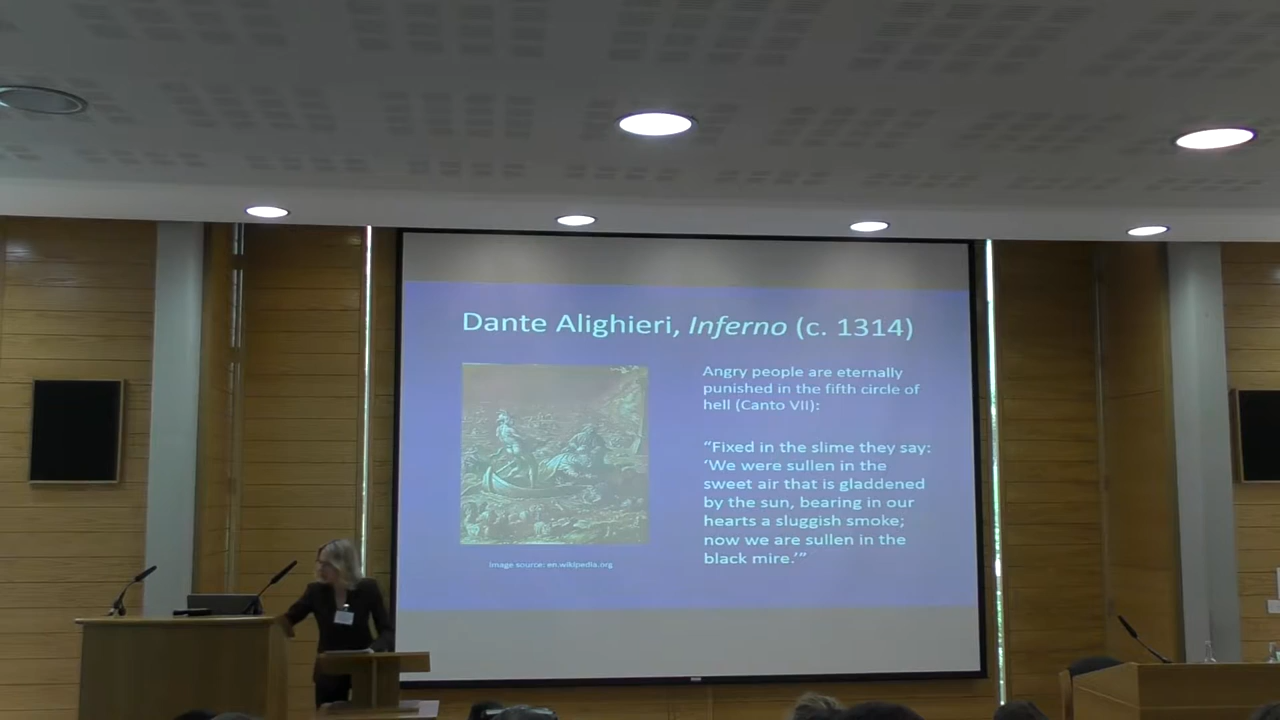 Dante Alighieri, Inferno (c. 1314)
Angry people are eternally
punished in the fifth circle of
hell (Canto VII):
“Fixed in the slime they say:
‘We were sullen in the
sweet air that is gladdened
by the sun, bearing in our
hearts a sluggish smoke;
now we are sullen in the
black mire.’”
Image source: en.wikipedia.org